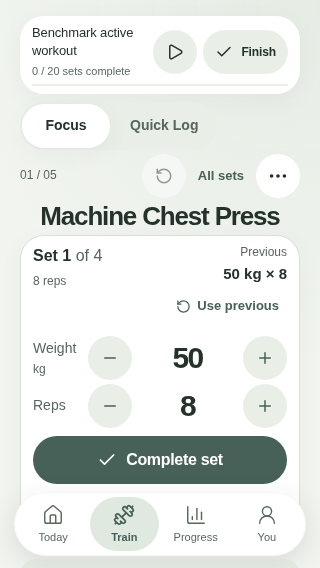 Benchmark active
workout
0 / 20 sets complete
Finish
Focus
Quick Log
01 / 05
All sets
Machine Chest Press
Set 1 of 4
Previous
8 reps
50 kg × 8
Use previous
Weight
kg
50
Reps
8
Complete set
Today
Train
Progress
You